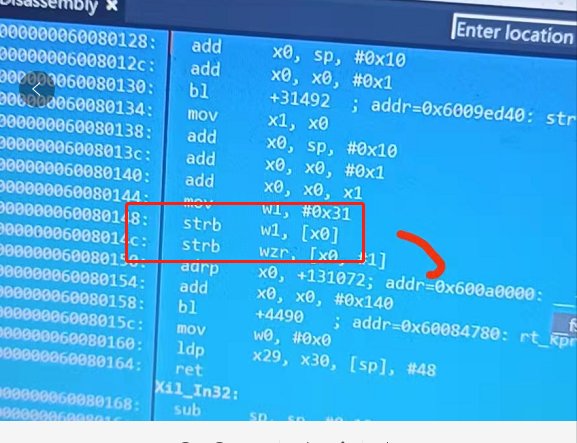 Disassembly ×
Enter location
000000060080128: add x0, sp, #0x10
00000006008012c: add x0, x0, #0x1
000000060080130: bl +31492 ; addr=0x6009ed40: str
000000060080134: mov x1, x0
000000060080138: add x0, sp, #0x10
00000006008013c: add x0, x0, #0x1
000000060080140: add x0, x0, x1
000000060080144: mov w1, #0x31
000000060080148: strb w1, [x0]
00000006008014c: strb wzr, [x0, #1]
000000060080150: adrp x0, +131072; addr=0x600a0000: __
000000060080154: add x0, x0, #0x140
000000060080158: bl +4490 ; addr=0x60084780: rt_kpr
00000006008015c: mov w0, #0x0
000000060080160: ldp x29, x30, [sp], #48
000000060080164: ret
Xil_In32:
000000060080168: sub